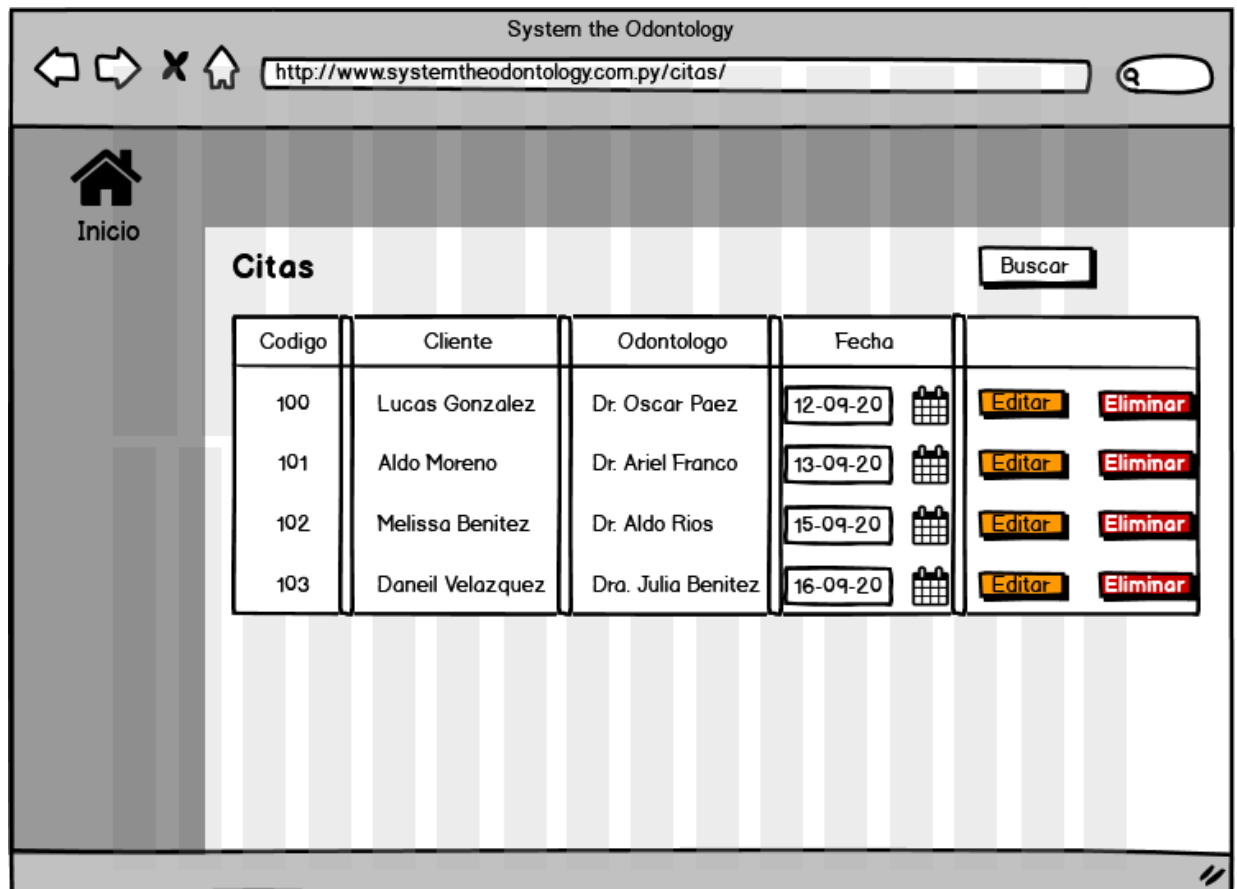 System the Odontology
http://www.systemtheodontology.com.py/citas/
Inicio
Citas
Buscar
Codigo Cliente Odontologo Fecha
100 Lucas Gonzalez Dr. Oscar Paez 12-09-20 Editar Eliminar
101 Aldo Moreno Dr. Ariel Franco 13-09-20 Editar Eliminar
102 Melissa Benitez Dr. Aldo Rios 15-09-20 Editar Eliminar
103 Daneil Velazquez Dra. Julia Benitez 16-09-20 Editar Eliminar